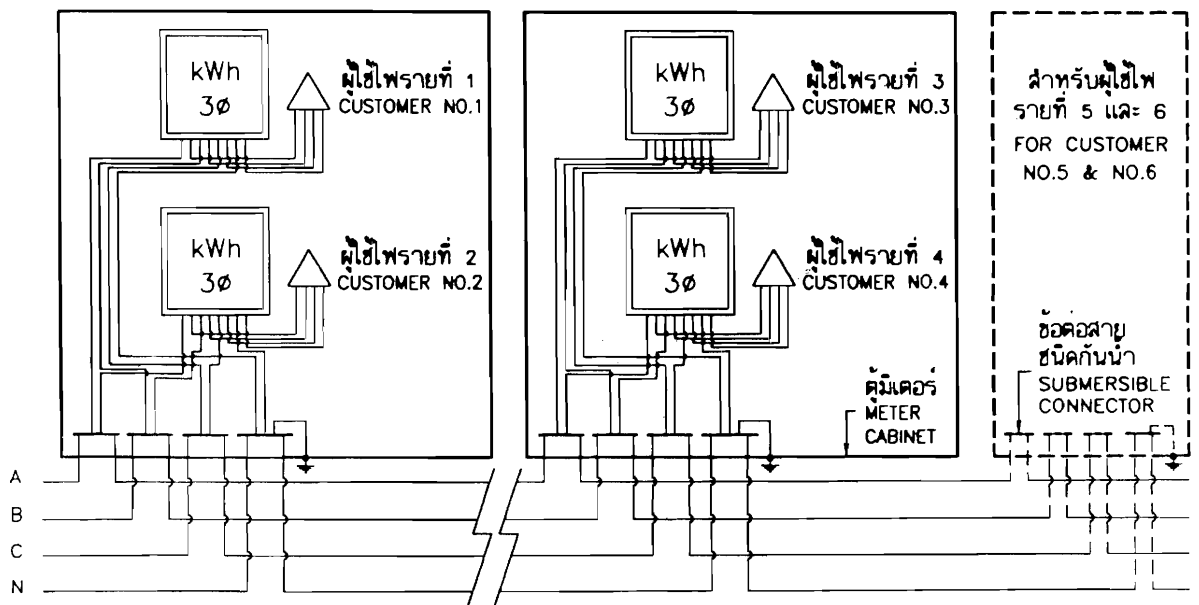 kWh
3ø
ผู้ใช้ไฟรายที่ 1
CUSTOMER NO.1
kWh
3ø
ผู้ใช้ไฟรายที่ 2
CUSTOMER NO.2
kWh
3ø
ผู้ใช้ไฟรายที่ 3
CUSTOMER NO.3
kWh
3ø
ผู้ใช้ไฟรายที่ 4
CUSTOMER NO.4
ตู้มิเตอร์
METER
CABINET
สำหรับผู้ใช้ไฟ
รายที่ 5 และ 6
FOR CUSTOMER
NO.5 & NO.6
ข้อต่อสาย
ชนิดกันน้ำ
SUBMERSIBLE
CONNECTOR
A
B
C
N